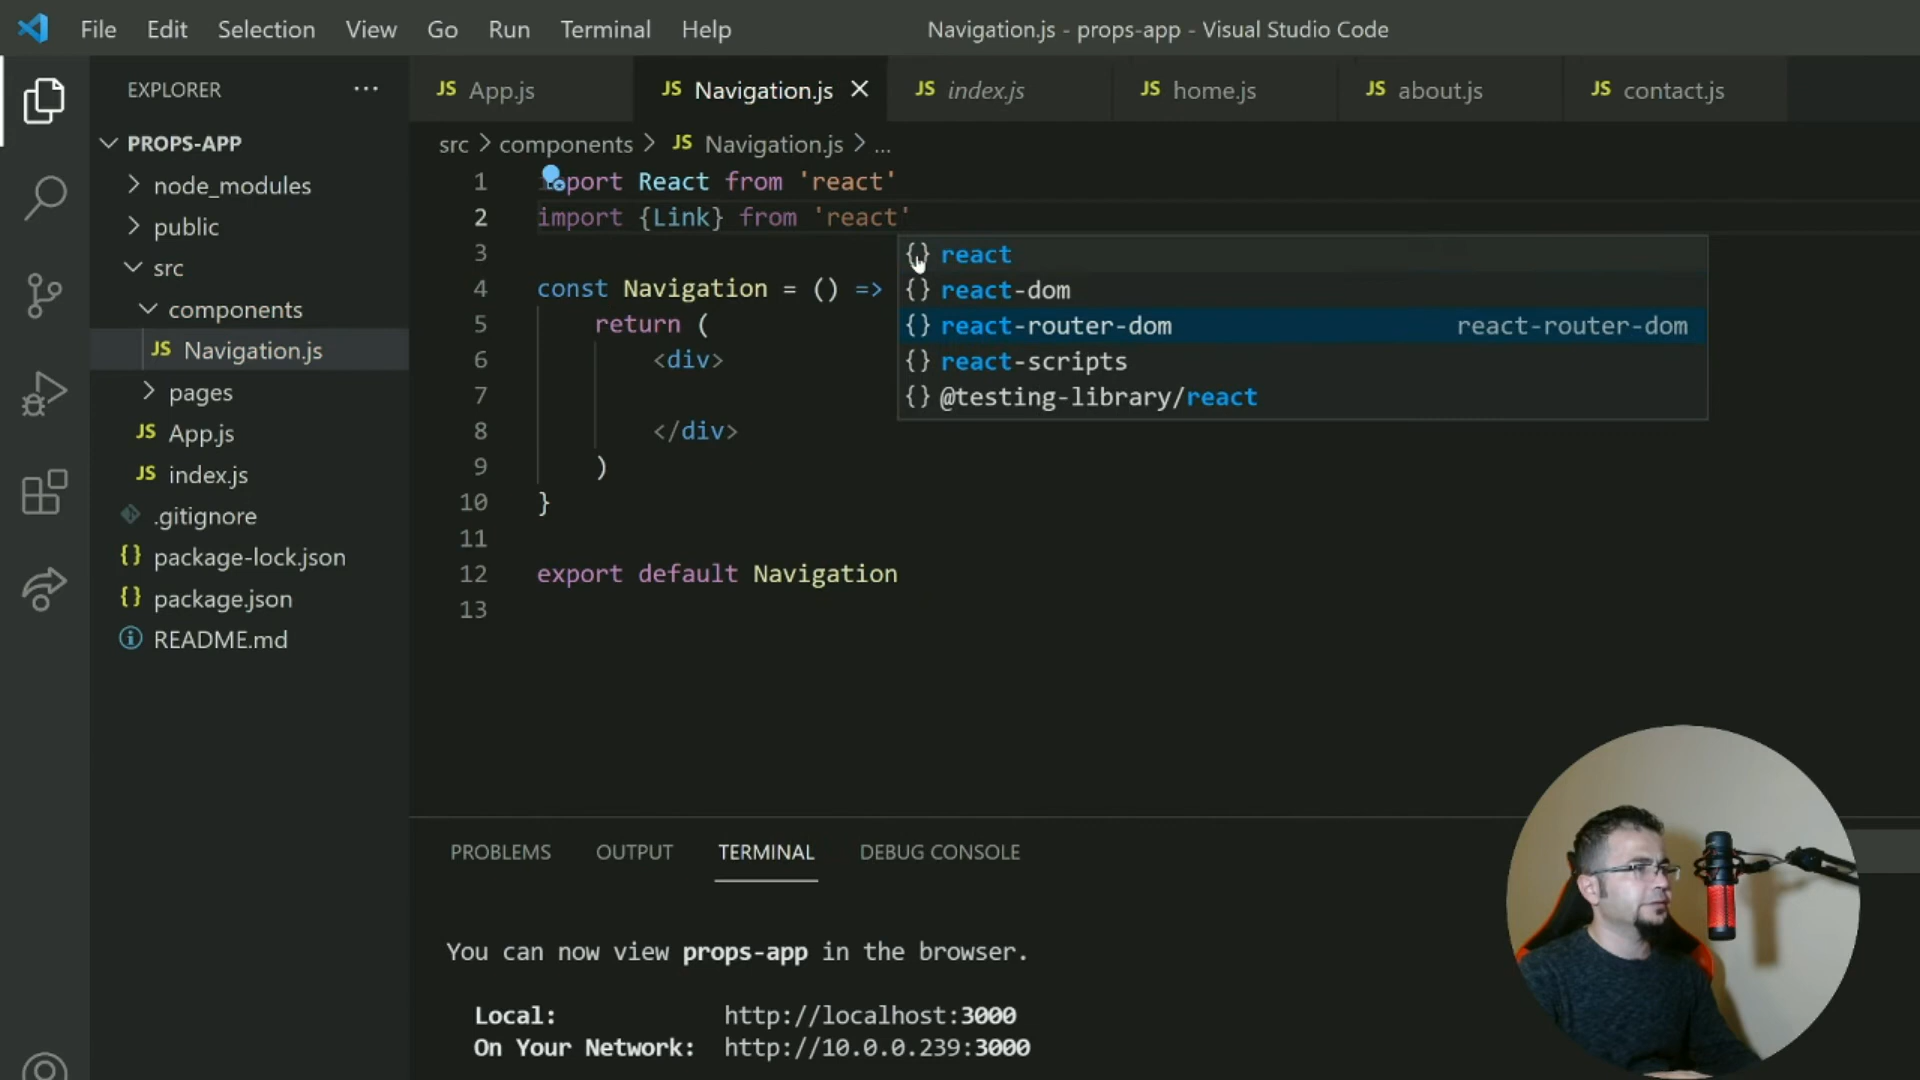 File Edit Selection View Go Run Terminal Help Navigation.js - props-app - Visual Studio Code
EXPLORER ...
PROPS-APP
node_modules
public
src
components
JS Navigation.js
pages
JS App.js
JS index.js
.gitignore
{} package-lock.json
{} package.json
README.md
JS App.js JS Navigation.js JS index.js JS home.js JS about.js JS contact.js
src > components > JS Navigation.js > ...
1 import React from 'react'
2 import {Link} from 'react'
3
4 const Navigation = () =>
5 return (
6 <div>
7
8 </div>
9 )
10 }
11
12 export default Navigation
13
{} react
{} react-dom
{} react-router-dom react-router-dom
{} react-scripts
{} @testing-library/react
PROBLEMS OUTPUT TERMINAL DEBUG CONSOLE
You can now view props-app in the browser.
Local: http://localhost:3000
On Your Network: http://10.0.0.239:3000